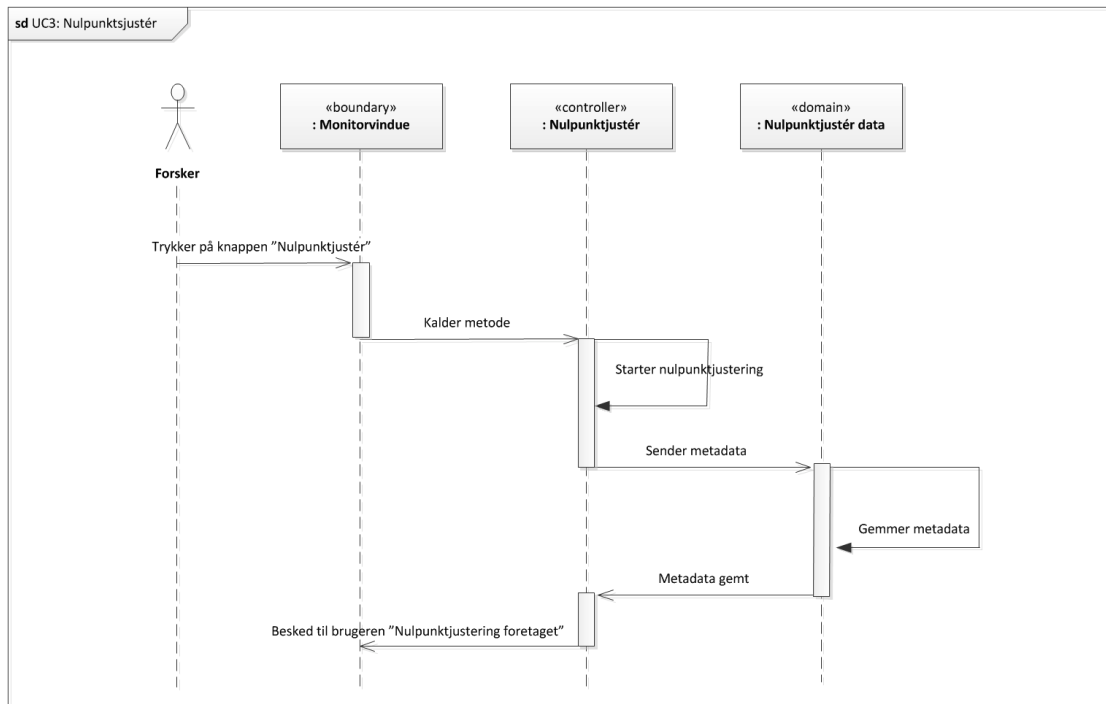 sd UC3: Nulpunktsjustér
«boundary»
: Monitorvindue
«controller»
: Nulpunktjustér
«domain»
: Nulpunktjustér data
Forsker
Trykker på knappen ”Nulpunktjustér”
Kalder metode
Starter nulpunktjustering
Sender metadata
Gemmer metadata
Metadata gemt
Besked til brugeren ”Nulpunktjustering foretaget”